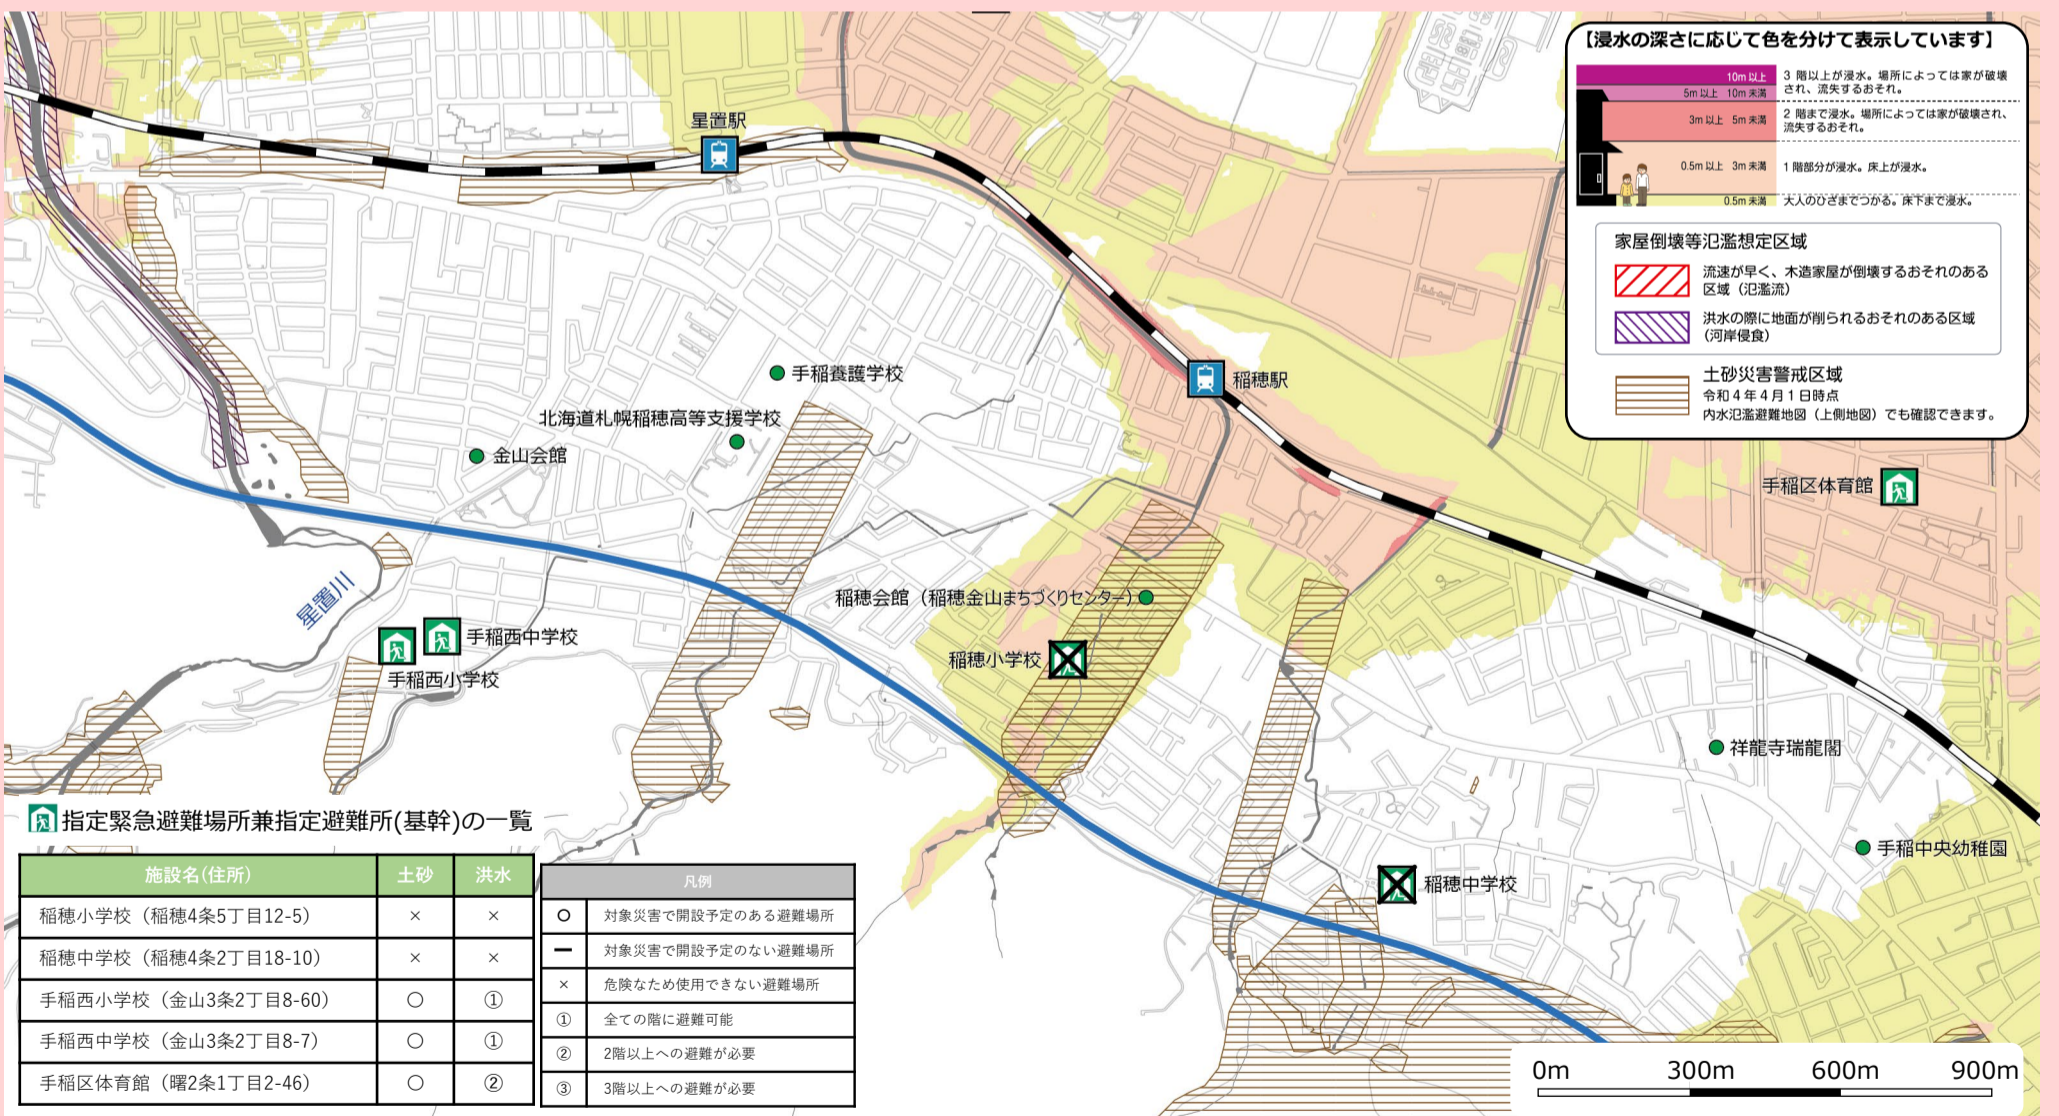 【浸水の深さに応じて色を分けて表示しています】
10m 以上
3 階以上が浸水。場所によっては家が破壊
され、流失するおそれ。
5m 以上 10m 未満
3m 以上 5m 未満
2 階まで浸水。場所によっては家が破壊され、
流失するおそれ。
0.5m 以上 3m 未満
1 階部分が浸水。床上が浸水。
0.5m 未満
大人のひざまでつかる。床下まで浸水。
家屋倒壊等氾濫想定区域
流速が早く、木造家屋が倒壊するおそれのある
区域（氾濫流）
洪水の際に地面が削られるおそれのある区域
（河岸侵食）
土砂災害警戒区域
令和４年４月１日時点
内水氾濫避難地図（上側地図）でも確認できます。
星置駅
稲穂駅
手稲養護学校
北海道札幌稲穂高等支援学校
金山会館
手稲区体育館
星置川
稲穂会館（稲穂金山まちづくりセンター）
手稲西中学校
稲穂小学校
手稲西小学校
祥龍寺瑞龍閣
手稲中央幼稚園
稲穂中学校
指定緊急避難場所兼指定避難所(基幹)の一覧
施設名(住所) 土砂 洪水
稲穂小学校（稲穂4条5丁目12-5） × ×
稲穂中学校（稲穂4条2丁目18-10） × ×
手稲西小学校（金山3条2丁目8-60） ○ ①
手稲西中学校（金山3条2丁目8-7） ○ ①
手稲区体育館（曙2条1丁目2-46） ○ ②
凡例
○ 対象災害で開設予定のある避難場所
ー 対象災害で開設予定のない避難場所
× 危険なため使用できない避難場所
① 全ての階に避難可能
② 2階以上への避難が必要
③ 3階以上への避難が必要
0m 300m 600m 900m